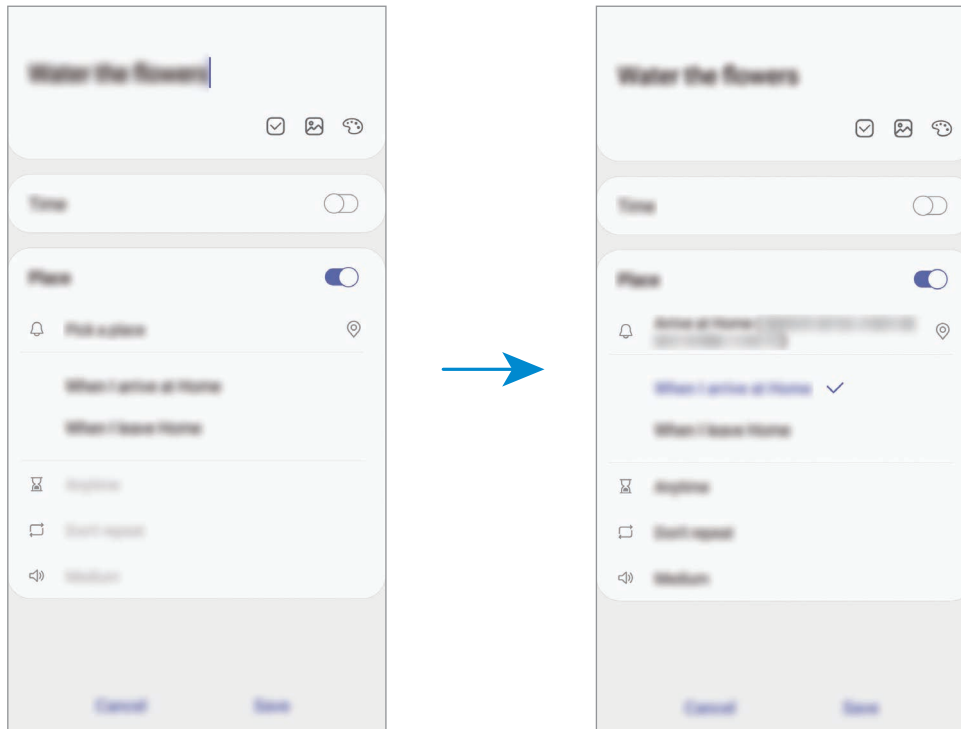 Water the flowers
Time
Place
Pick a place
When I arrive at Home
When I leave Home
Anytime
Don't repeat
Medium
Cancel
Save
Water the flowers
Time
Place
Arrive at Home
When I arrive at Home
When I leave Home
Anytime
Don't repeat
Medium
Cancel
Save